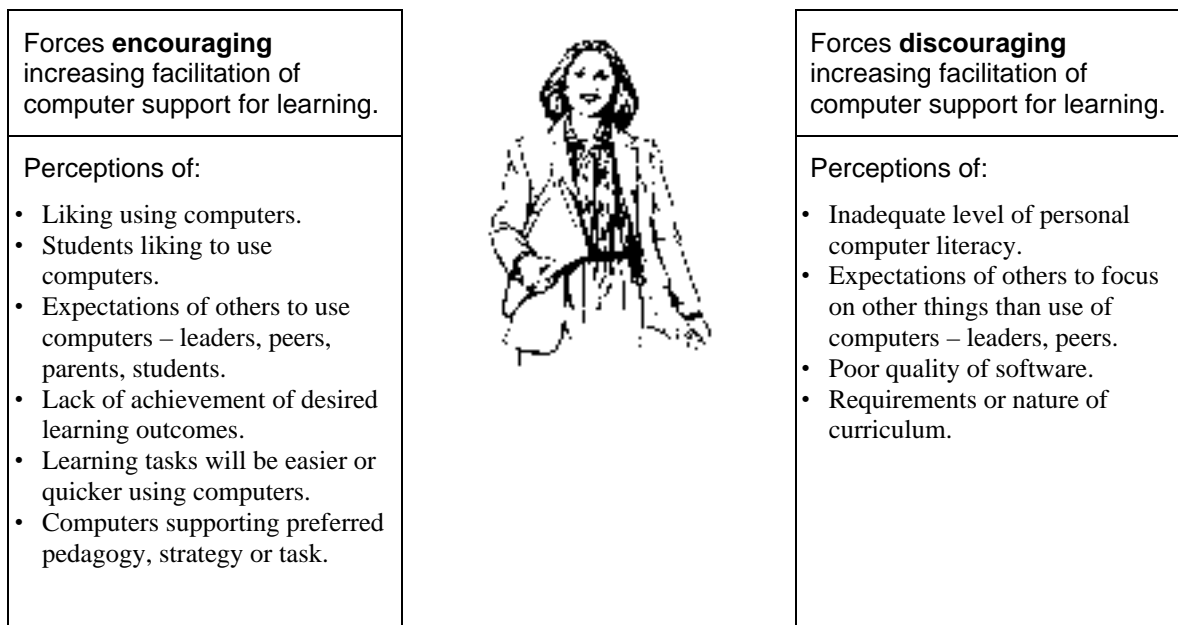 Forces encouraging
increasing facilitation of
computer support for learning.
Perceptions of:
• Liking using computers.
• Students liking to use
computers.
• Expectations of others to use
computers – leaders, peers,
parents, students.
• Lack of achievement of desired
learning outcomes.
• Learning tasks will be easier or
quicker using computers.
• Computers supporting preferred
pedagogy, strategy or task.
Forces discouraging
increasing facilitation of
computer support for learning.
Perceptions of:
• Inadequate level of personal
computer literacy.
• Expectations of others to focus
on other things than use of
computers – leaders, peers.
• Poor quality of software.
• Requirements or nature of
curriculum.